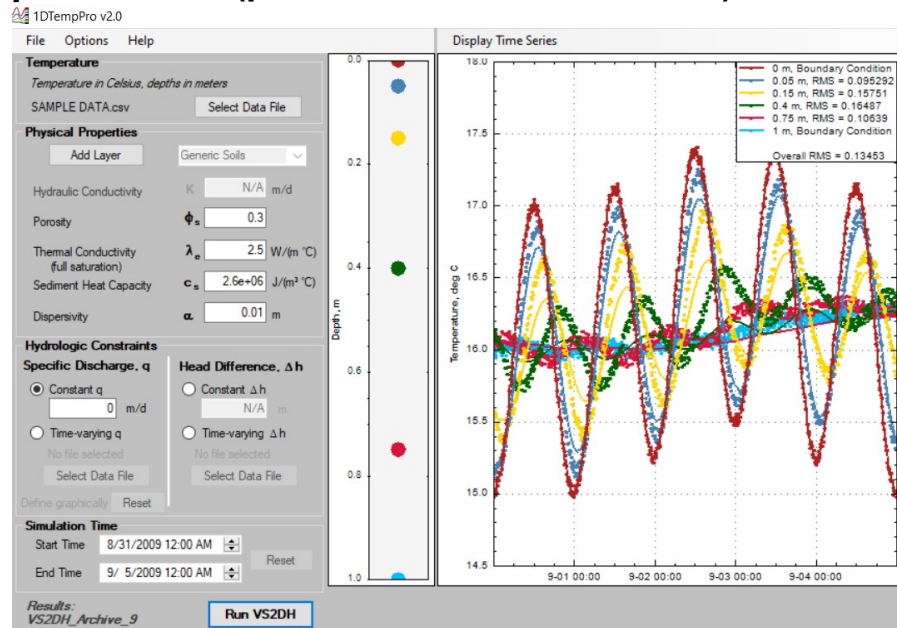 1DTempPro v2.0
File Options Help
Temperature
Temperature in Celsius, depths in meters
SAMPLE DATA.csv Select Data File
Physical Properties
Add Layer Generic Soils
Hydraulic Conductivity K N/A m/d
Porosity ϕs 0.3
Thermal Conductivity λe 2.5 W/(m °C)
(full saturation)
Sediment Heat Capacity cs 2.6e+06 J/(m³ °C)
Dispersivity α 0.01 m
Hydrologic Constraints
Specific Discharge, q Head Difference, Δh
Constant q Constant Δh
0 m/d N/A m
Time-varying q Time-varying Δh
No file selected No file selected
Select Data File Select Data File
Define graphically Reset
Simulation Time
Start Time 8/31/2009 12:00 AM
Reset
End Time 9/ 5/2009 12:00 AM
Results:
VS2DH_Archive_9
Run VS2DH
Depth, m
0.0
0.2
0.4
0.6
0.8
1.0
Display Time Series
Temperature, deg C
18.0
17.5
17.0
16.5
16.0
15.5
15.0
14.5
9-01 00:00 9-02 00:00 9-03 00:00 9-04 00:00
0 m, Boundary Condition
0.05 m, RMS = 0.095292
0.15 m, RMS = 0.15751
0.4 m, RMS = 0.16487
0.75 m, RMS = 0.10639
1 m, Boundary Condition
Overall RMS = 0.13453